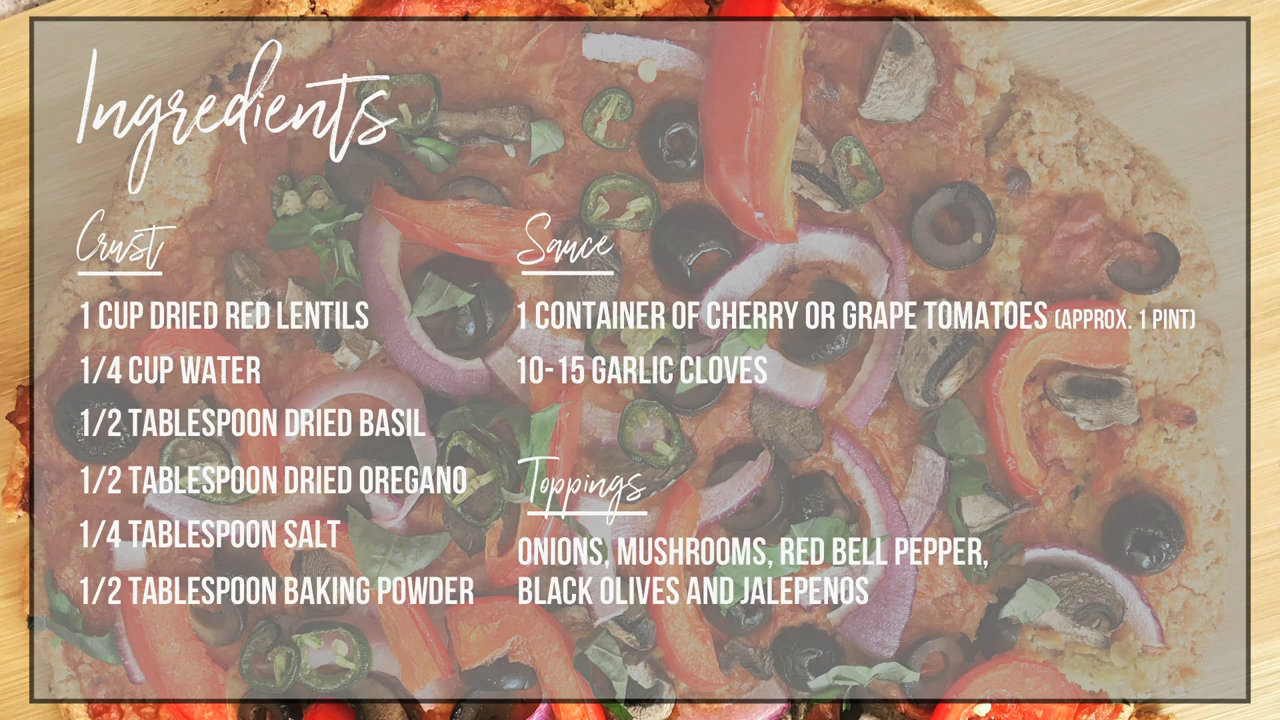 Ingredients
Crust
1 CUP DRIED RED LENTILS
1/4 CUP WATER
1/2 TABLESPOON DRIED BASIL
1/2 TABLESPOON DRIED OREGANO
1/4 TABLESPOON SALT
1/2 TABLESPOON BAKING POWDER
Sauce
1 CONTAINER OF CHERRY OR GRAPE TOMATOES (APPROX. 1 PINT)
10-15 GARLIC CLOVES
Toppings
ONIONS, MUSHROOMS, RED BELL PEPPER,
BLACK OLIVES AND JALEPENOS